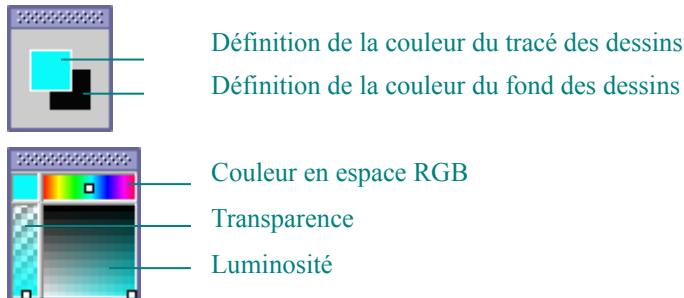 Définition de la couleur du tracé des dessins
Définition de la couleur du fond des dessins
Couleur en espace RGB
Transparence
Luminosité